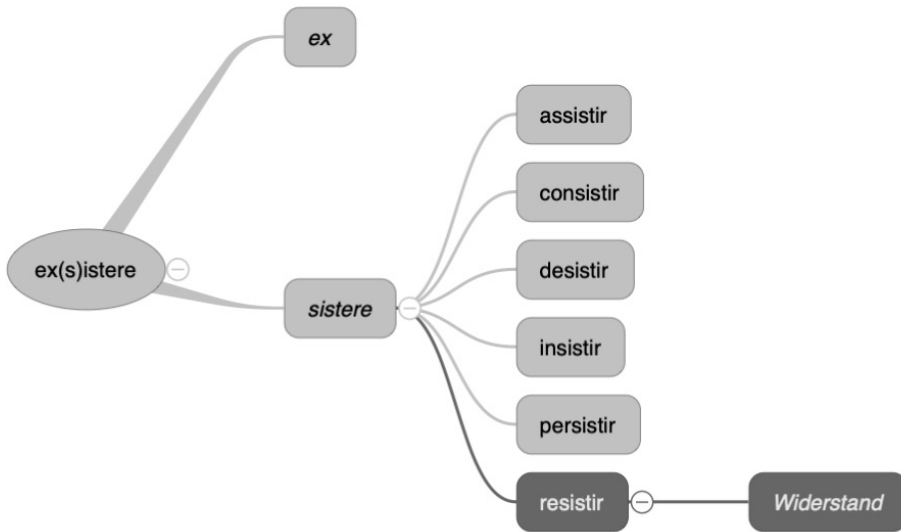 ex
assistir
consistir
ex(s)istere
desistir
sistere
insistir
persistir
resistir
Widerstand